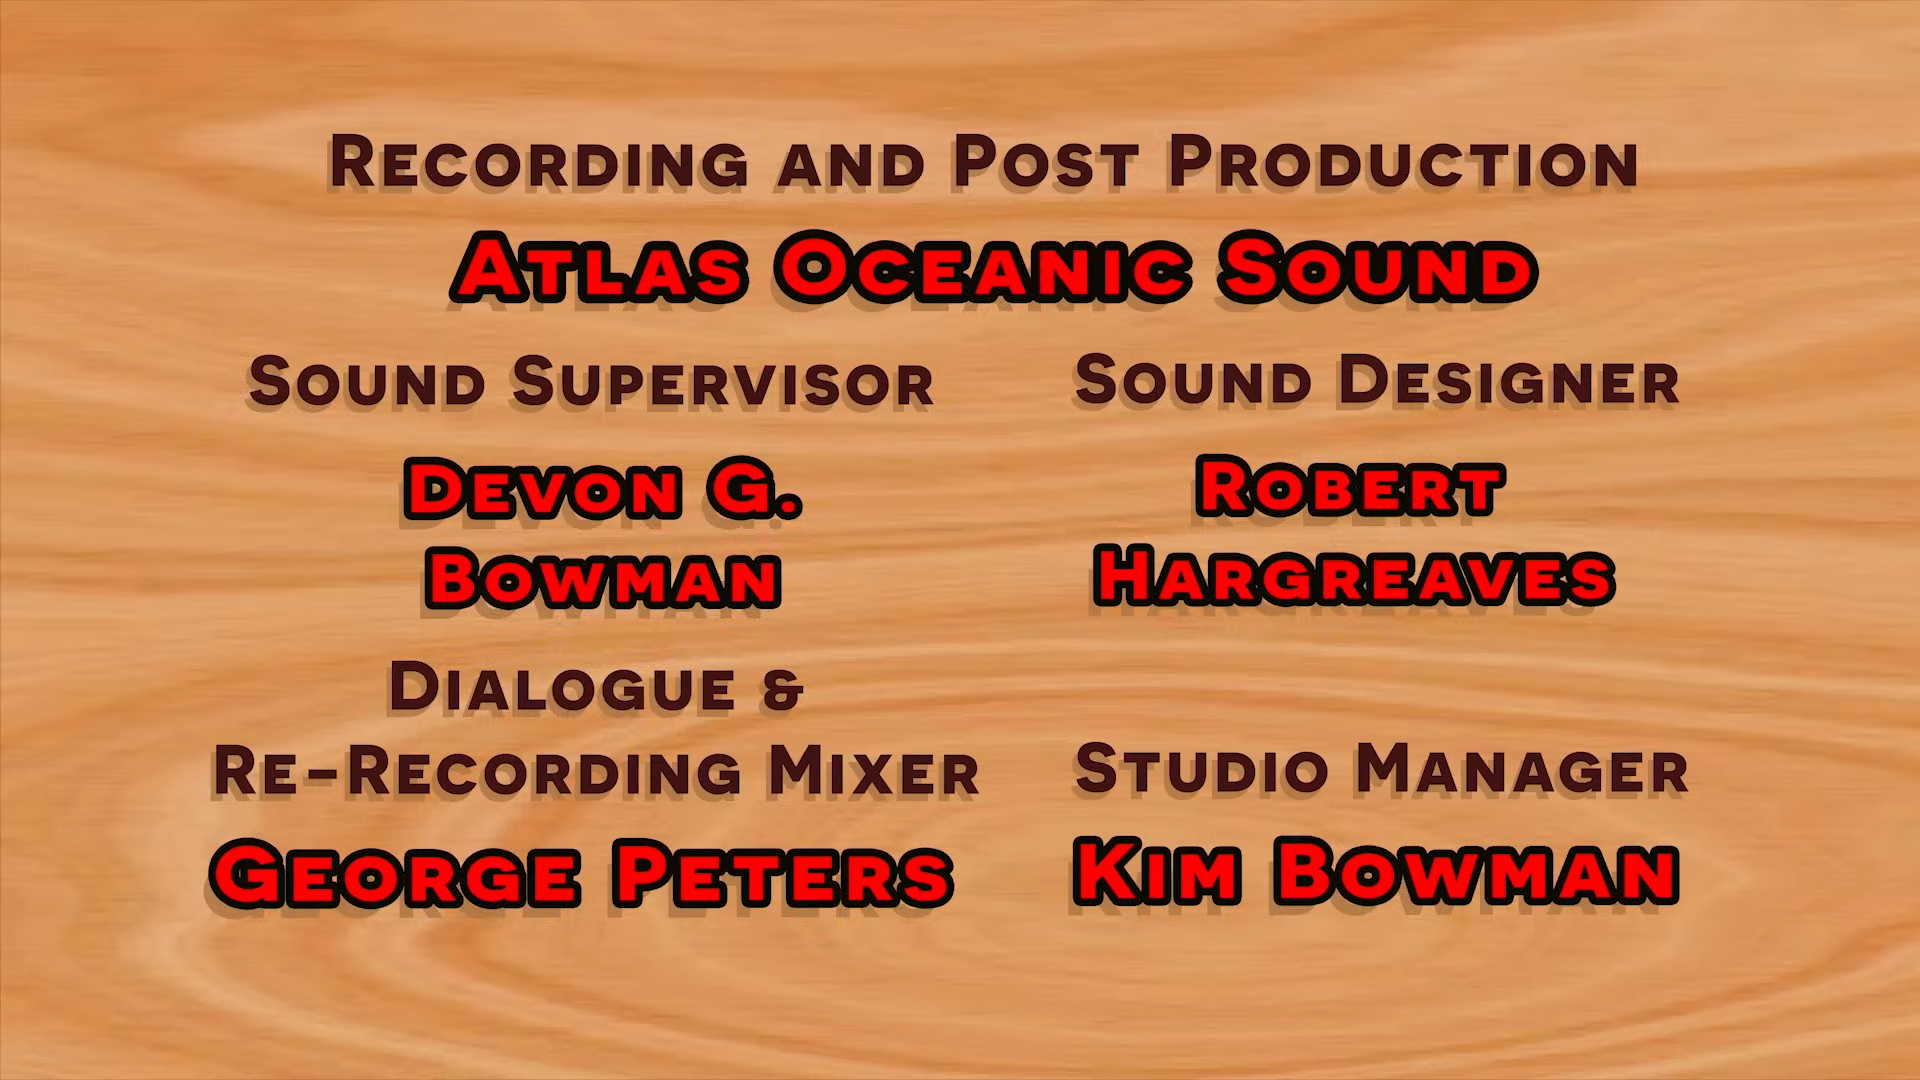 Recording and Post Production
Atlas Oceanic Sound
Sound Supervisor
Devon G.
Bowman
Sound Designer
Robert
Hargreaves
Dialogue &
Re-Recording Mixer
George Peters
Studio Manager
Kim Bowman